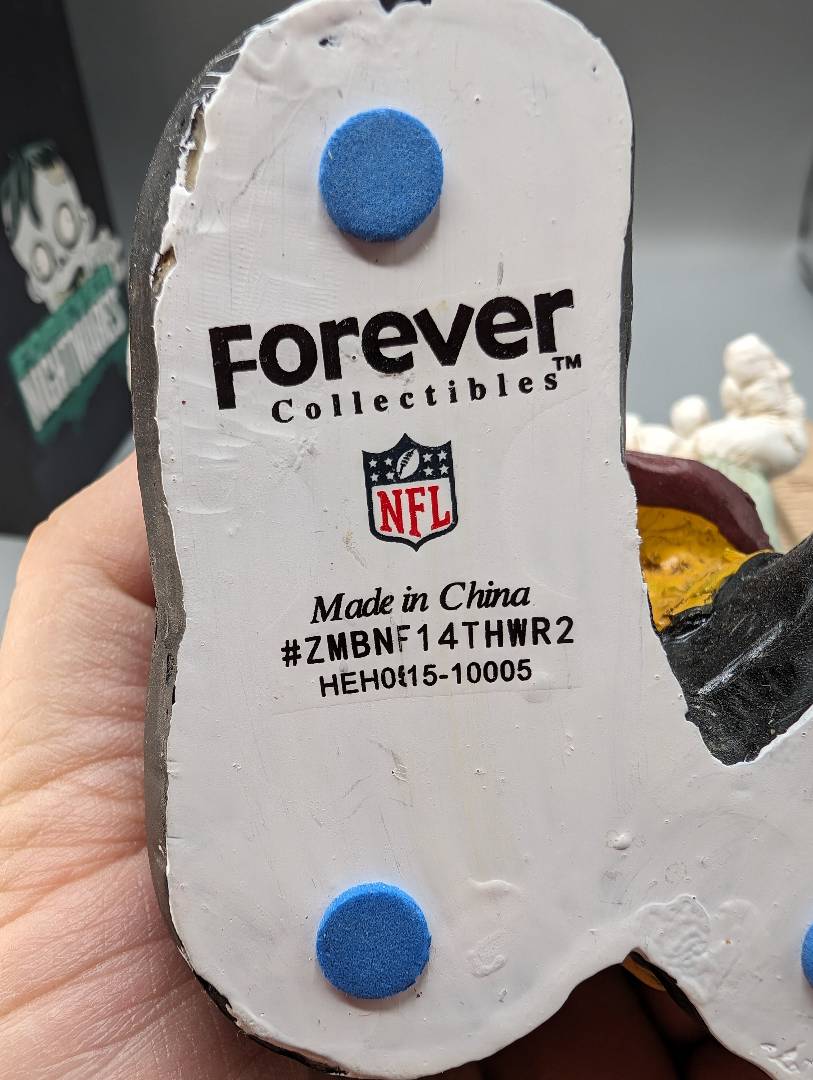 Forever
Collectibles™
NFL
Made in China
#ZMBNF14THWR2